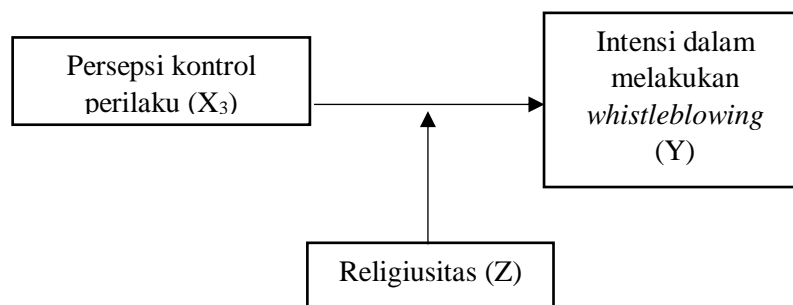 Persepsi kontrol
perilaku (X₃)
Intensi dalam
melakukan
whistleblowing
(Y)
Religiusitas (Z)